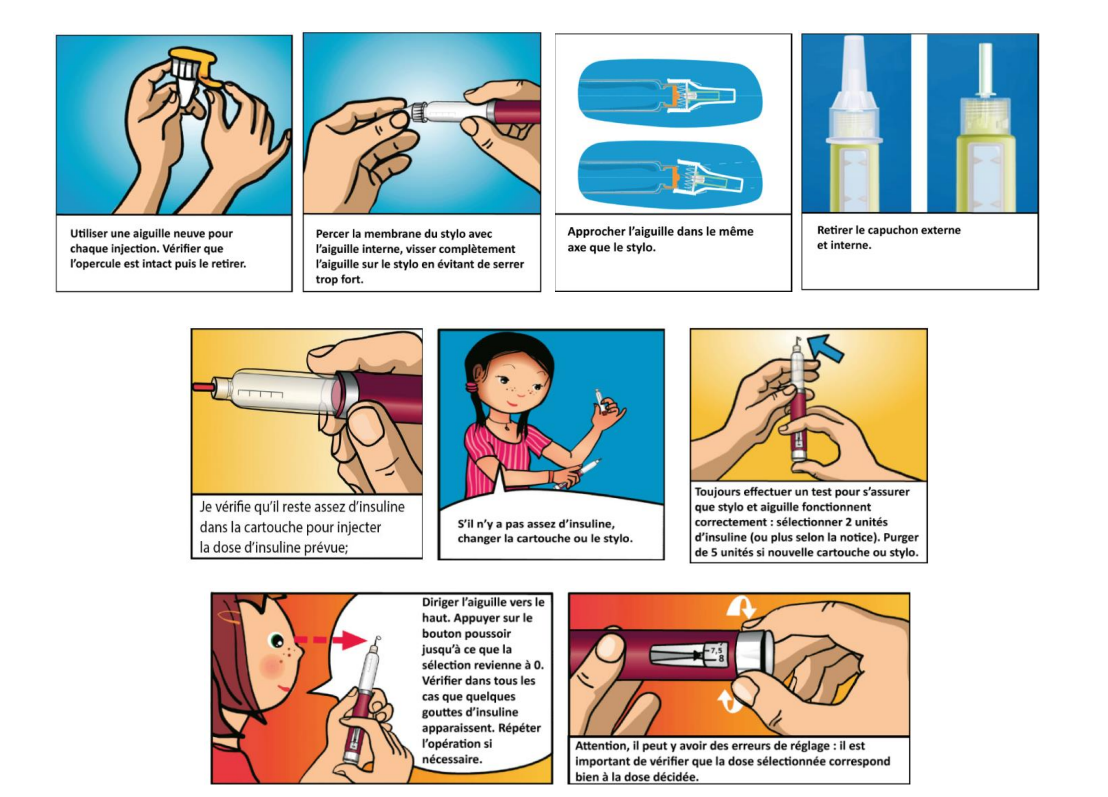 Utiliser une aiguille neuve pour
chaque injection. Vérifier que
l'opercule est intact puis le retirer.
Percer la membrane du stylo avec
l'aiguille interne, visser complètement
l'aiguille sur le stylo en évitant de serrer
trop fort.
Approcher l'aiguille dans le même
axe que le stylo.
Retirer le capuchon externe
et interne.
Je vérifie qu'il reste assez d'insuline
dans la cartouche pour injecter
la dose d'insuline prévue;
S'il n'y a pas assez d'insuline,
changer la cartouche ou le stylo.
Toujours effectuer un test pour s'assurer
que stylo et aiguille fonctionnent
correctement : sélectionner 2 unités
d'insuline (ou plus selon la notice). Purger
de 5 unités si nouvelle cartouche ou stylo.
Diriger l'aiguille vers le
haut. Appuyer sur le
bouton poussoir
jusqu'à ce que la
sélection revienne à 0.
Vérifier dans tous les
cas que quelques
gouttes d'insuline
apparaissent. Répéter
l'opération si
nécessaire.
7,5
8
Attention, il peut y avoir des erreurs de réglage : il est
important de vérifier que la dose sélectionnée correspond
bien à la dose décidée.